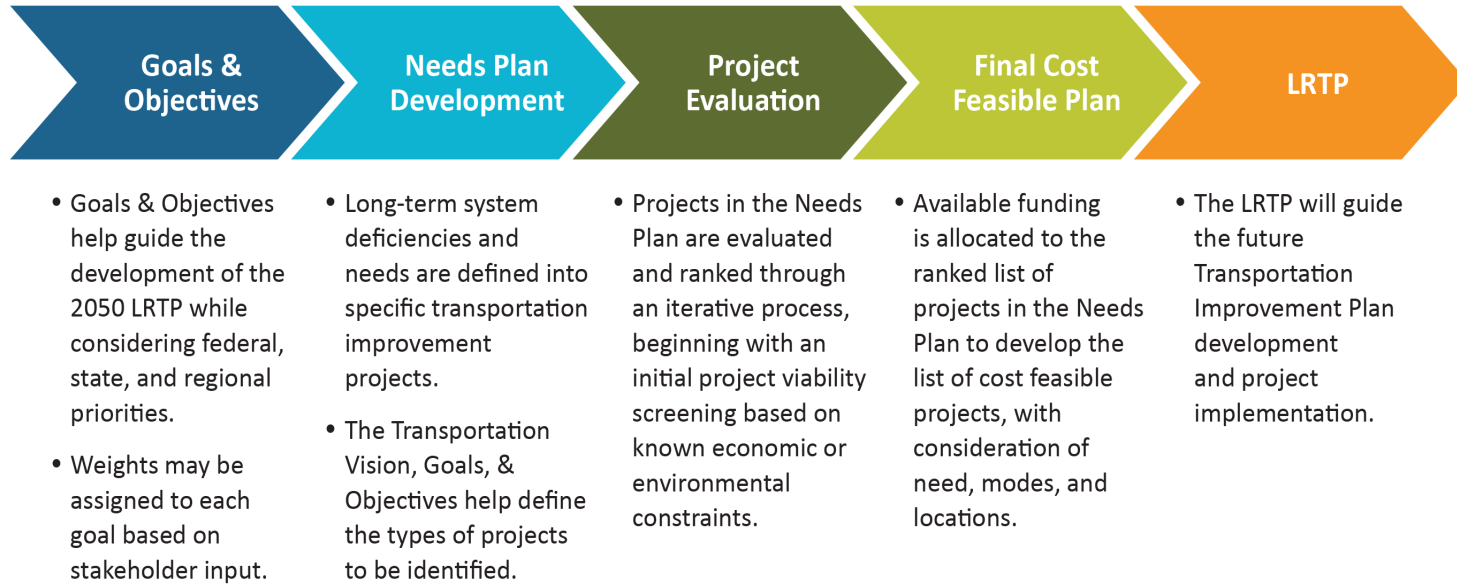 Goals &
Objectives
Needs Plan
Development
Project
Evaluation
Final Cost
Feasible Plan
LRTP
• Goals & Objectives
help guide the
development of the
2050 LRTP while
considering federal,
state, and regional
priorities.
• Weights may be
assigned to each
goal based on
stakeholder input.
• Long-term system
deficiencies and
needs are defined into
specific transportation
improvement
projects.
• The Transportation
Vision, Goals, &
Objectives help define
the types of projects
to be identified.
• Projects in the Needs
Plan are evaluated
and ranked through
an iterative process,
beginning with an
initial project viability
screening based on
known economic or
environmental
constraints.
• Available funding
is allocated to the
ranked list of
projects in the Needs
Plan to develop the
list of cost feasible
projects, with
consideration of
need, modes, and
locations.
• The LRTP will guide
the future
Transportation
Improvement Plan
development
and project
implementation.